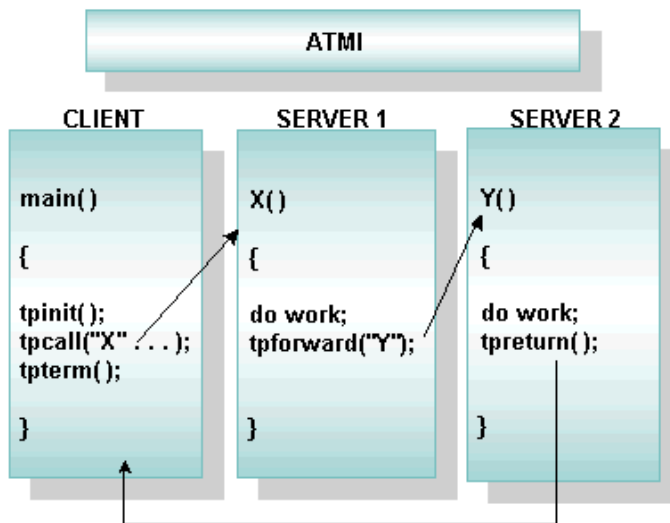 ATMI
CLIENT
main()
{
tpinit();
tpcall("X" . . .);
tpterm();
}
SERVER 1
X()
{
do work;
tpforward("Y");
}
SERVER 2
Y()
{
do work;
tpreturn();
}